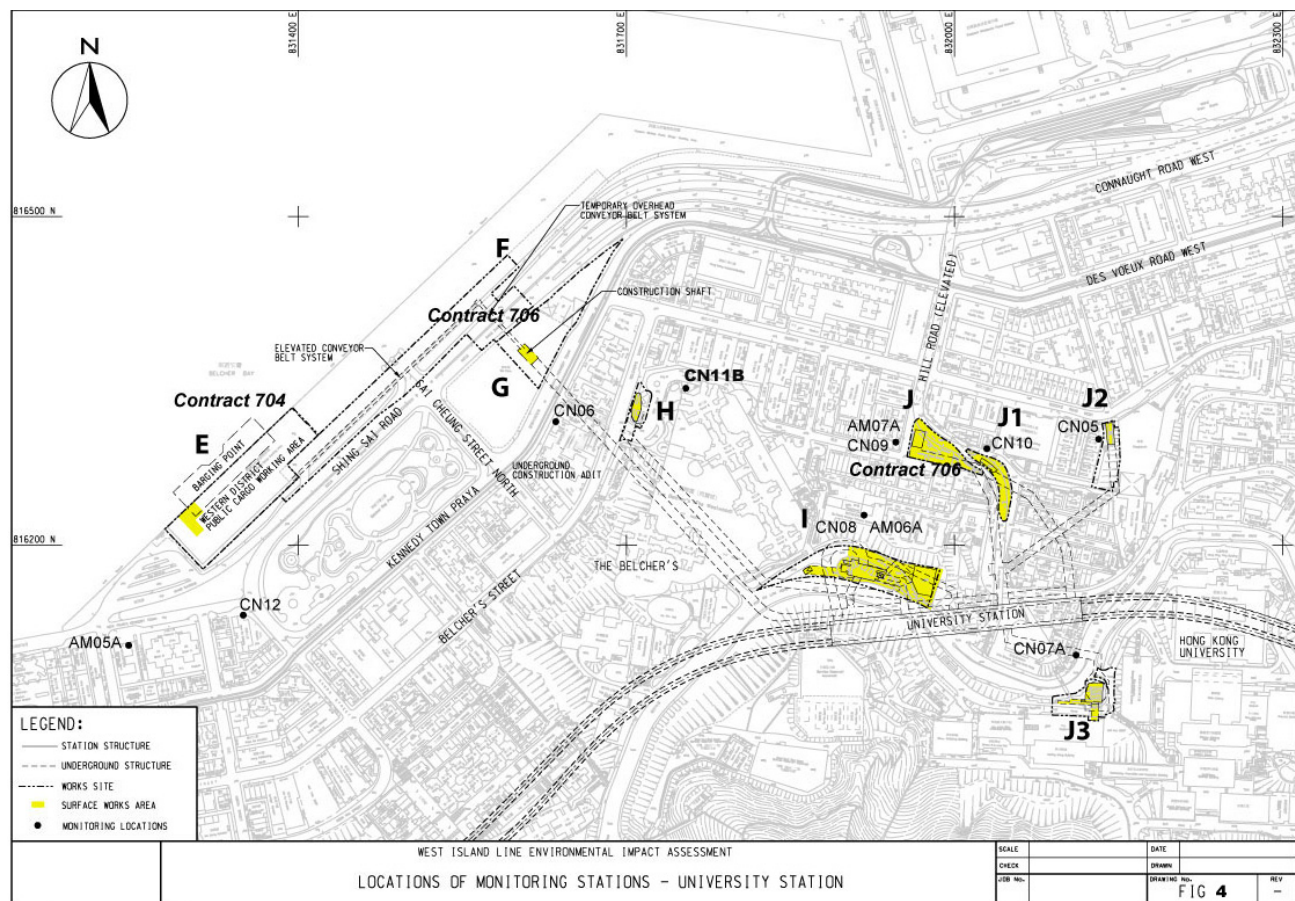 831400 E
831700 E
832000 E
832300 E
N
816500 N
816200 N
CONNAUGHT ROAD WEST
DES VOEUX ROAD WEST
HILL ROAD (ELEVATED)
TEMPORARY OVERHEAD
CONVEYOR BELT SYSTEM
F
CONSTRUCTION SHAFT
Contract 706
ELEVATED CONVEYOR
BELT SYSTEM
BELCHER BAY
G
Contract 704
E
BARGING POINT
WESTERN DISTRICT
PUBLIC CARGO WORKING AREA
SHING SAI ROAD
SAI CHEUNG STREET NORTH
CN06
H
CN11B
UNDERGROUND
CONSTRUCTION ADIT
KENNEDY TOWN PRAYA
BELCHER'S STREET
THE BELCHER'S
J
AM07A
CN09
Contract 706
J1
CN10
J2
CN05
I
CN08
AM06A
UNIVERSITY STATION
HONG KONG
UNIVERSITY
CN07A
J3
CN12
AM05A
LEGEND:
STATION STRUCTURE
UNDERGROUND STRUCTURE
WORKS SITE
SURFACE WORKS AREA
MONITORING LOCATIONS
WEST ISLAND LINE ENVIRONMENTAL IMPACT ASSESSMENT
LOCATIONS OF MONITORING STATIONS - UNIVERSITY STATION
SCALE
DATE
CHECK
DRAWN
JOB No.
DRAWING No.
FIG 4
REV
-